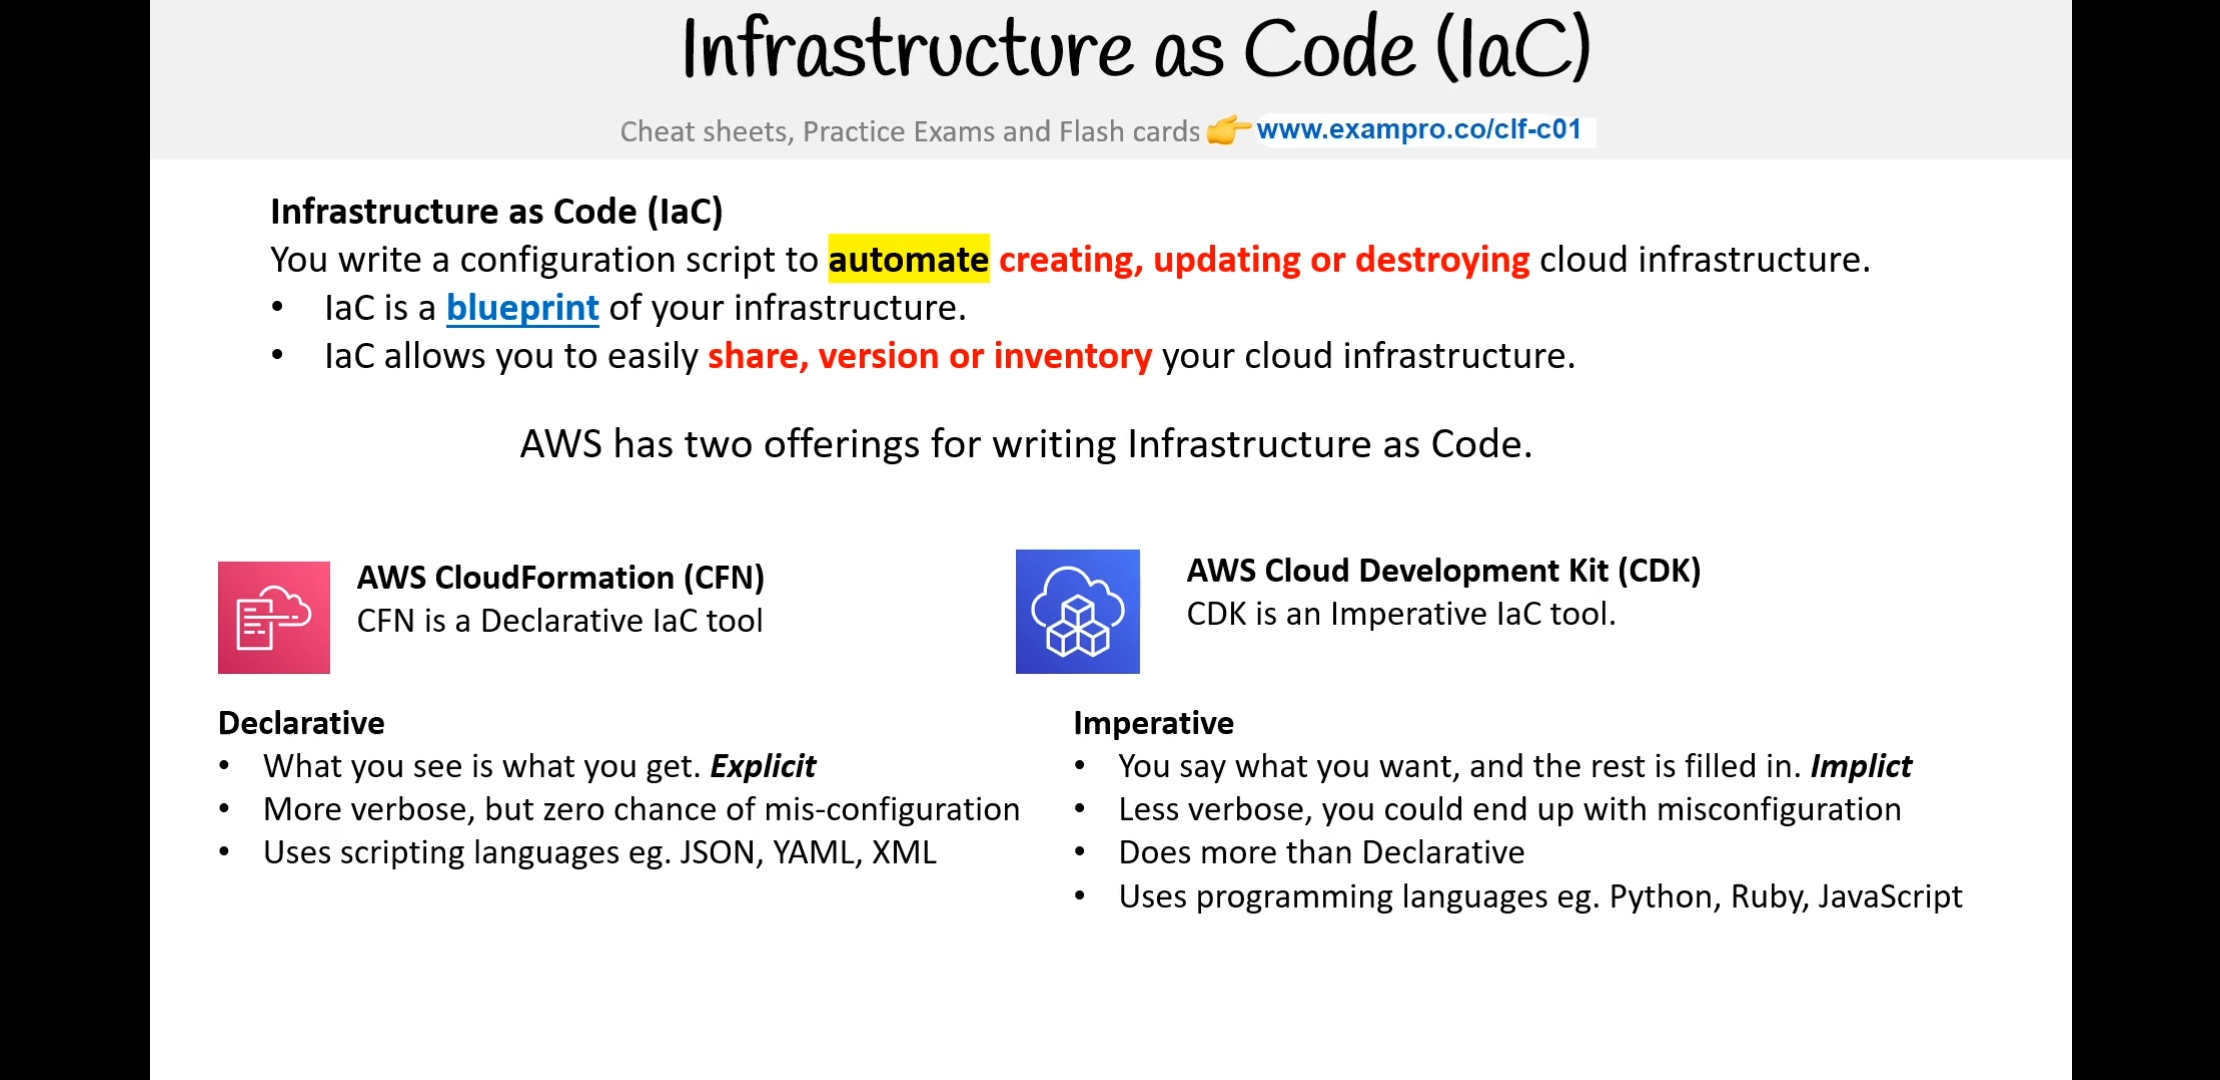 Infrastructure as Code (IaC)
Cheat sheets, Practice Exams and Flash cards 👉 www.exampro.co/clf-c01
Infrastructure as Code (IaC)
You write a configuration script to automate creating, updating or destroying cloud infrastructure.
• IaC is a blueprint of your infrastructure.
• IaC allows you to easily share, version or inventory your cloud infrastructure.
AWS has two offerings for writing Infrastructure as Code.
AWS CloudFormation (CFN)
CFN is a Declarative IaC tool
Declarative
• What you see is what you get. Explicit
• More verbose, but zero chance of mis-configuration
• Uses scripting languages eg. JSON, YAML, XML
AWS Cloud Development Kit (CDK)
CDK is an Imperative IaC tool.
Imperative
• You say what you want, and the rest is filled in. Implict
• Less verbose, you could end up with misconfiguration
• Does more than Declarative
• Uses programming languages eg. Python, Ruby, JavaScript